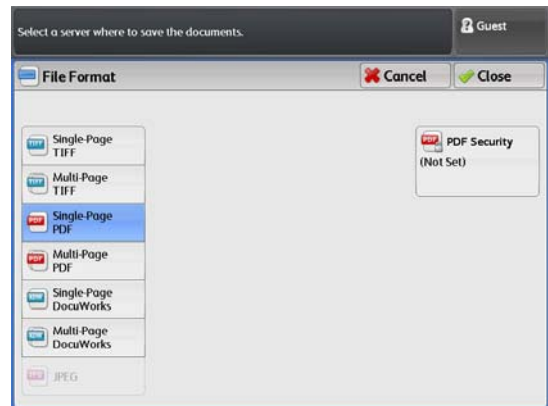 Select a server where to save the documents.
Guest
File Format
Cancel
Close
Single-Page
TIFF
Multi-Page
TIFF
Single-Page
PDF
Multi-Page
PDF
Single-Page
DocuWorks
Multi-Page
DocuWorks
JPEG
PDF Security
(Not Set)